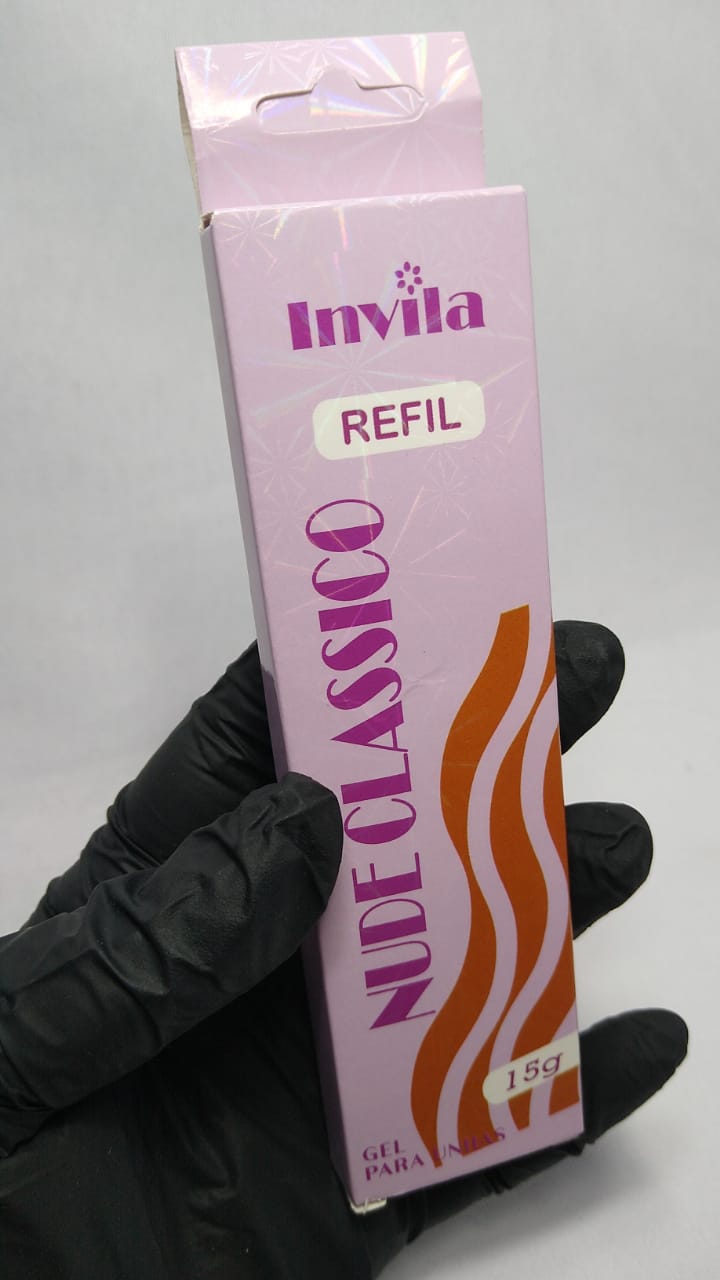 Invila
REFIL
NUDE CLASSICO
15g
GEL
PARA UNHAS